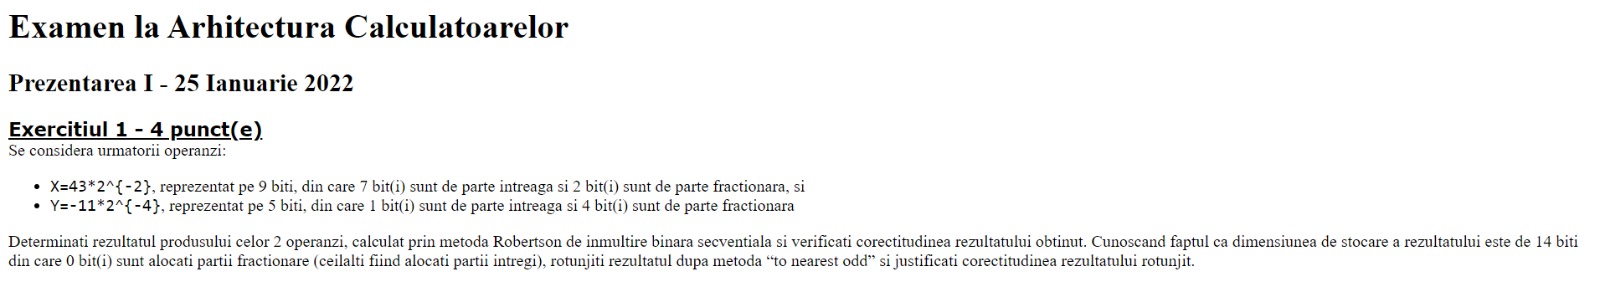 Examen la Arhitectura Calculatoarelor
Prezentarea I - 25 Ianuarie 2022
Exercitiul 1 - 4 punct(e)
Se considera urmatorii operanzi:
• X=43*2^{-2}, reprezentat pe 9 biti, din care 7 bit(i) sunt de parte intreaga si 2 bit(i) sunt de parte fractionara, si
• Y=-11*2^{-4}, reprezentat pe 5 biti, din care 1 bit(i) sunt de parte intreaga si 4 bit(i) sunt de parte fractionara
Determinati rezultatul produsului celor 2 operanzi, calculat prin metoda Robertson de inmultire binara secventiala si verificati corectitudinea rezultatului obtinut. Cunoscand faptul ca dimensiunea de stocare a rezultatului este de 14 biti
din care 0 bit(i) sunt alocati partii fractionare (ceilalti fiind alocati partii intregi), rotunjiti rezultatul dupa metoda “to nearest odd” si justificati corectitudinea rezultatului rotunjit.